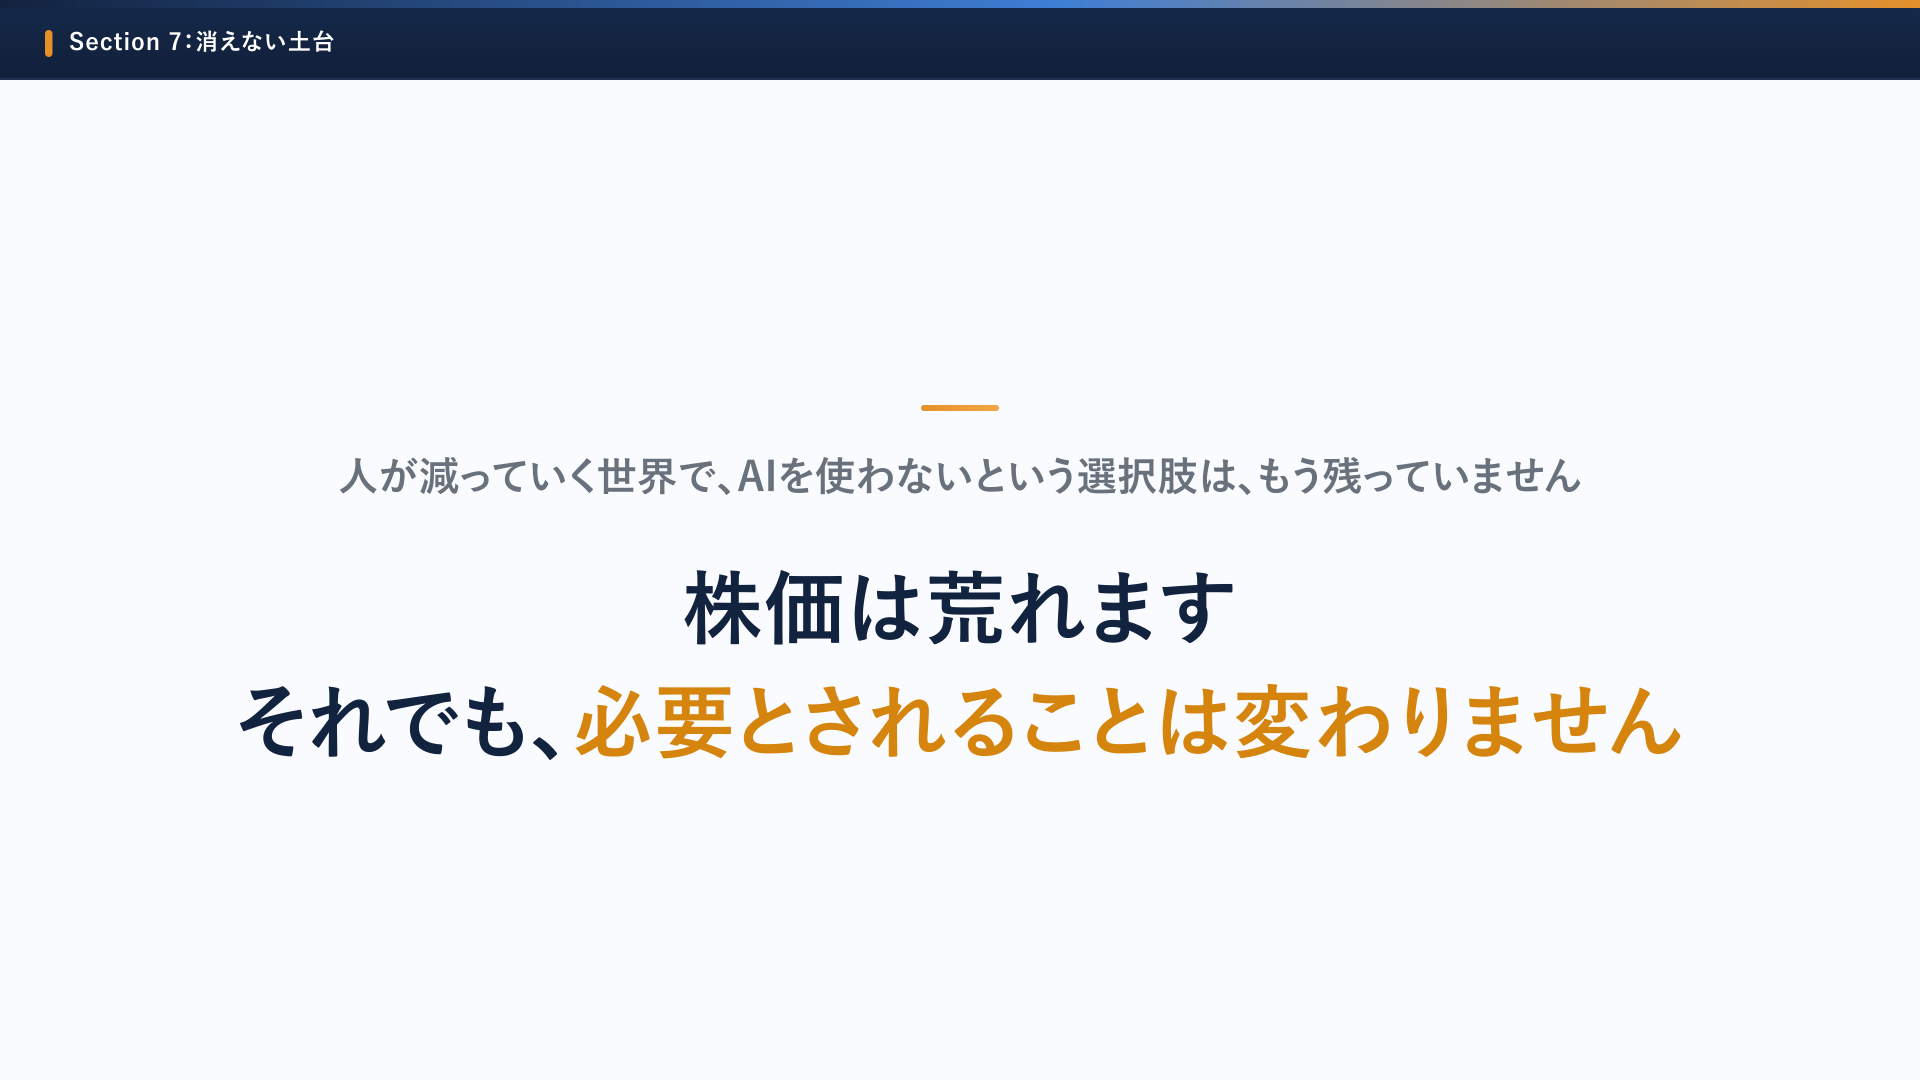 Section 7：消えない土台
人が減っていく世界で、AIを使わないという選択肢は、もう残っていません
株価は荒れます
それでも、必要とされることは変わりません